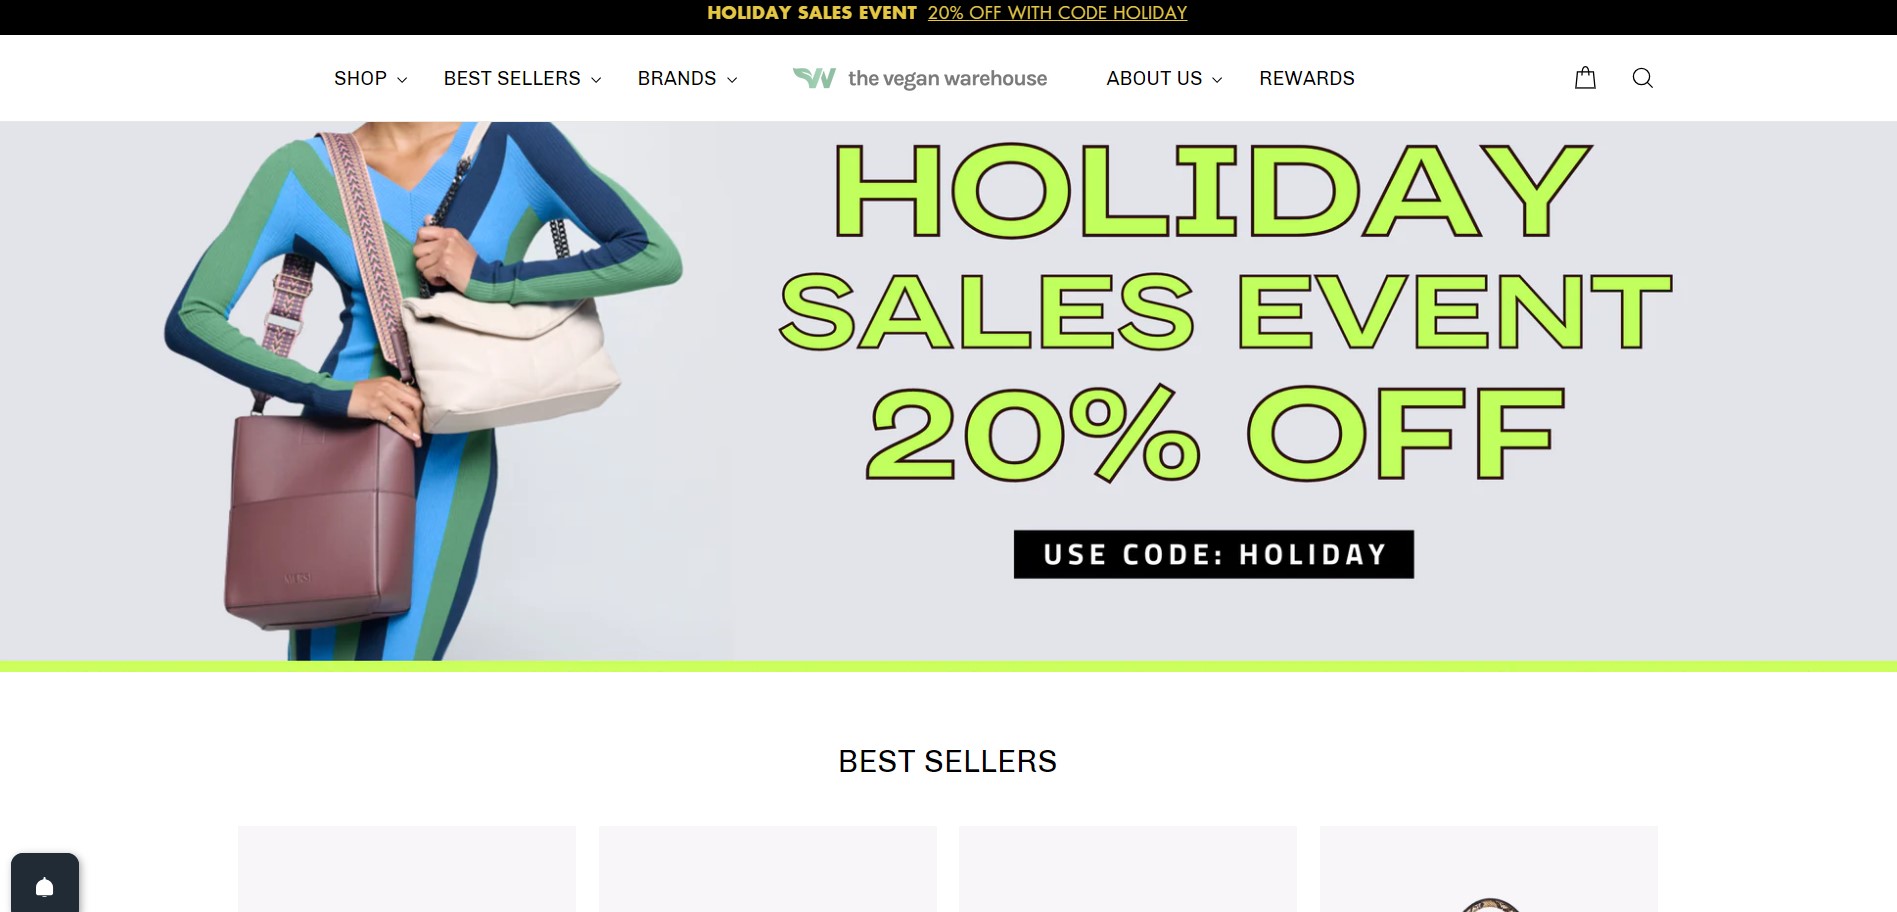 HOLIDAY SALES EVENT 20% OFF WITH CODE HOLIDAY
SHOP BEST SELLERS BRANDS the vegan warehouse ABOUT US REWARDS
HOLIDAY
SALES EVENT
20% OFF
USE CODE: HOLIDAY
BEST SELLERS